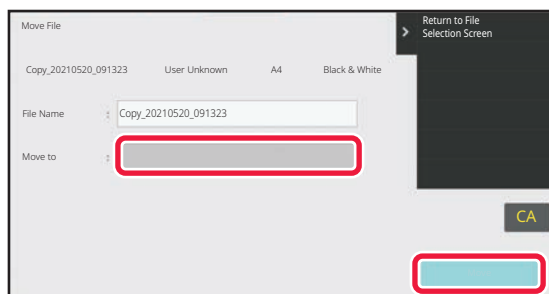 Move File
Return to File
Selection Screen
Copy_20210520_091323 User Unknown A4 Black & White
File Name : Copy_20210520_091323
Move to :
CA